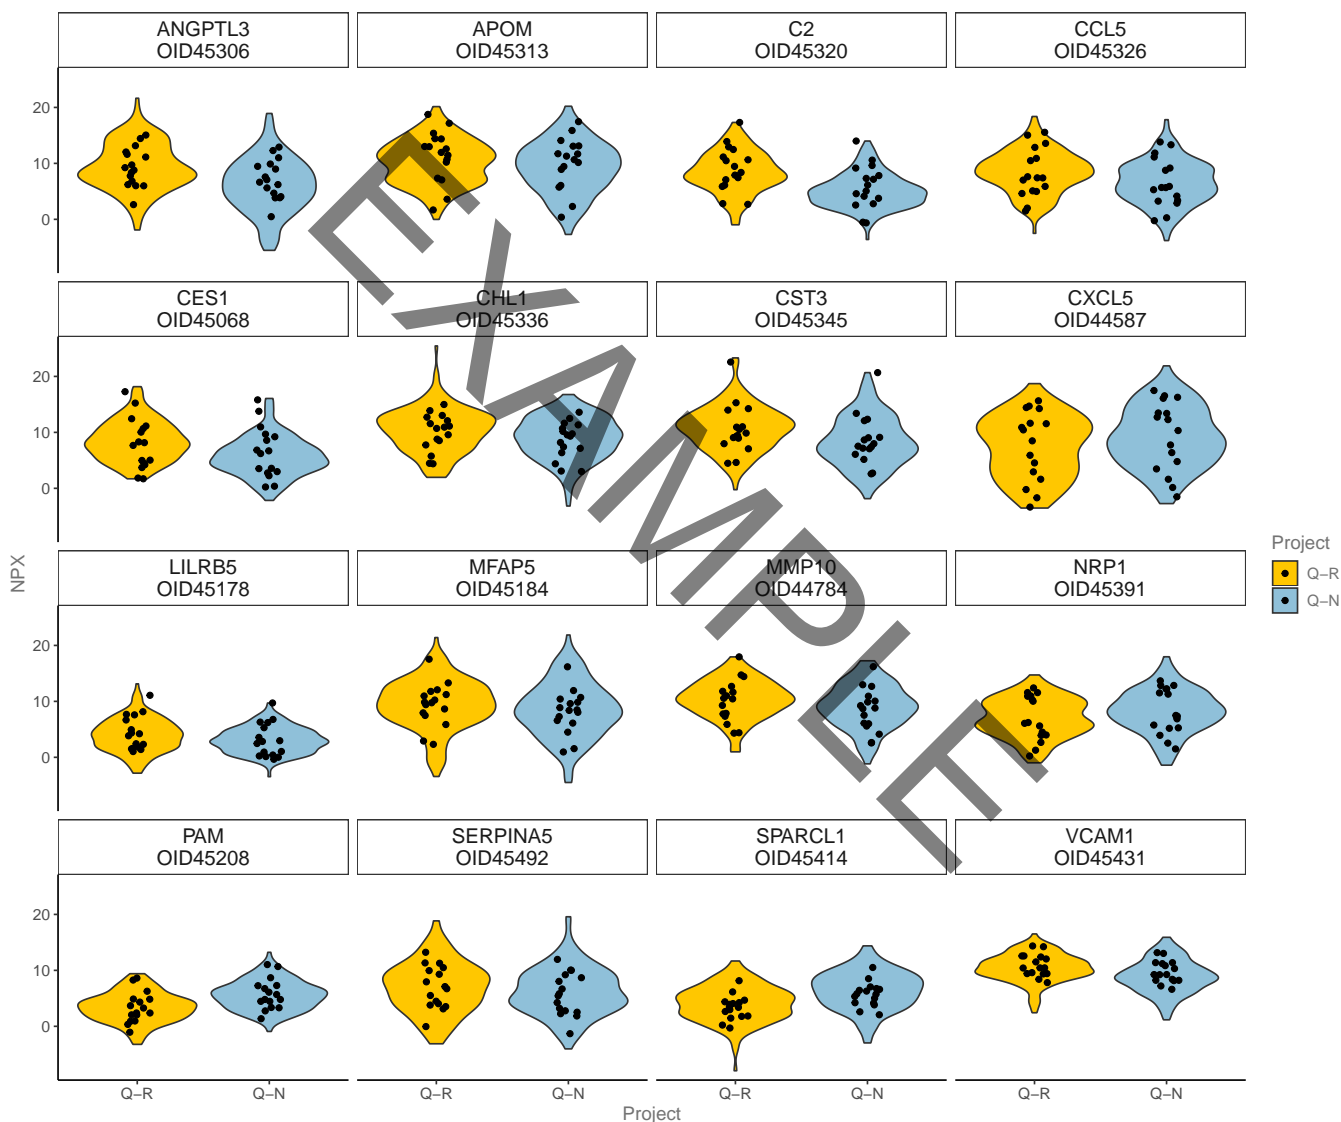 ANGPTL3
OID45306
APOM
OID45313
C2
OID45320
CCL5
OID45326
20
10
0
CES1
OID45068
CHL1
OID45336
CST3
OID45345
CXCL5
OID44587
20
10
0
LILRB5
OID45178
MFAP5
OID45184
MMP10
OID44784
NRP1
OID45391
20
10
0
PAM
OID45208
SERPINA5
OID45492
SPARCL1
OID45414
VCAM1
OID45431
20
10
0
Q−R
Q−N
Q−R
Q−N
Q−R
Q−N
Q−R
Q−N
Project
NPX
Project
Q−R
Q−N
EXAMPLE